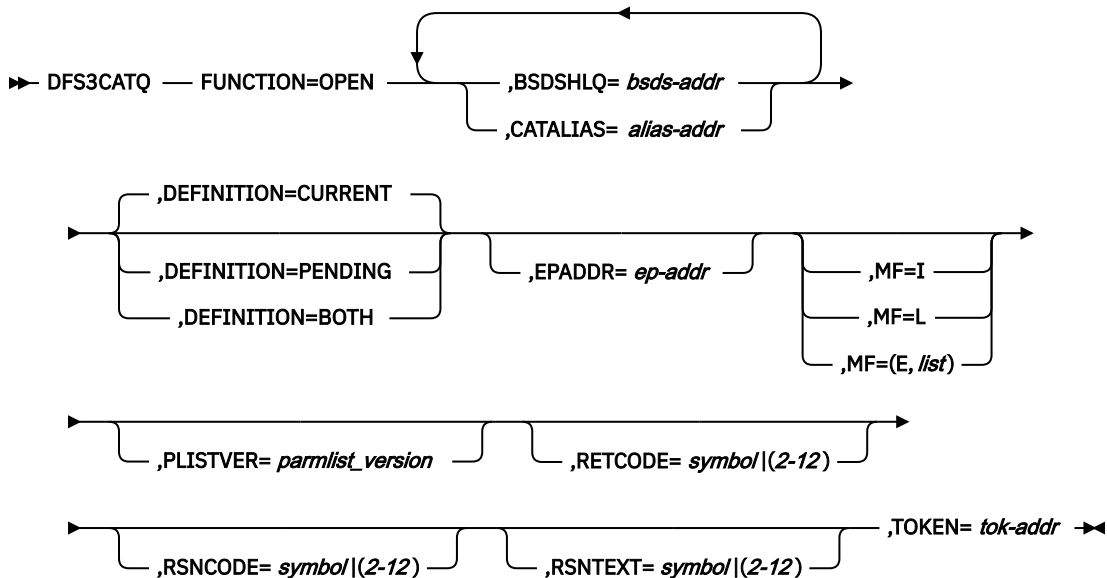 DFS3CATQ FUNCTION=OPEN ,BSDSHLQ= bsds-addr
,CATALIAS= alias-addr
,DEFINITION=CURRENT
,DEFINITION=PENDING
,DEFINITION=BOTH
,EPADDR= ep-addr
,MF=I
,MF=L
,MF=(E, list)
,PLISTVER= parmlist_version
,RETCODE= symbol|(2-12)
,RSNCODE= symbol|(2-12)
,RSNTEXT= symbol|(2-12)
,TOKEN= tok-addr